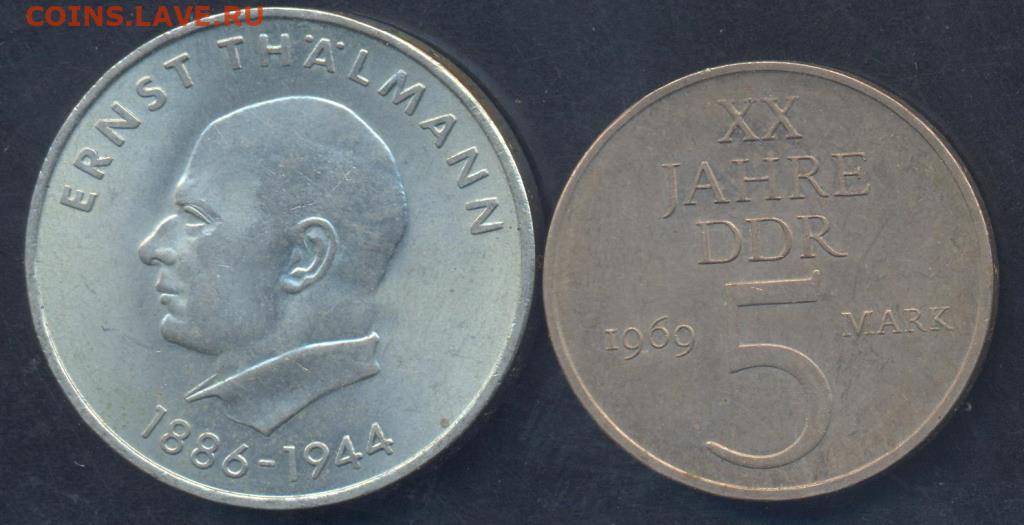 COINS.LAVE.RU
ERNST THÄLMANN
1886-1944
XX
JAHRE
DDR
5
1969 MARK